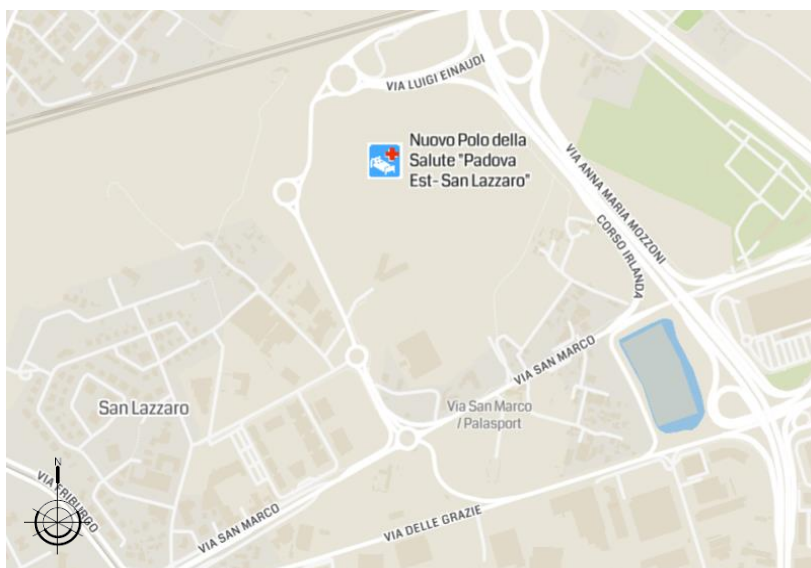 VIA LUIGI EINAUDI
Nuovo Polo della
Salute "Padova
Est- San Lazzaro"
VIA ANNA MARIA MOZZONI
CORSO IRLANDA
VIA SAN MARCO
San Lazzaro
Via San Marco
/ Palasport
N
VIA FRIBURGO
VIA SAN MARCO
VIA DELLE GRAZIE